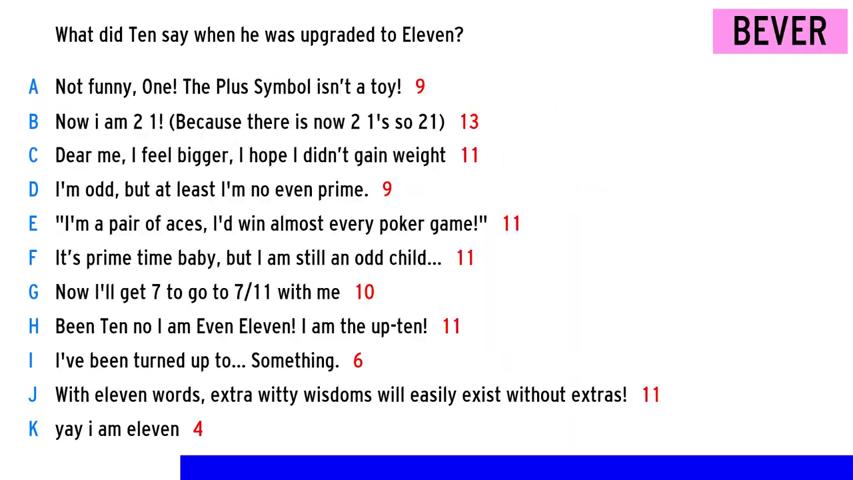 What did Ten say when he was upgraded to Eleven?
BEVER
A Not funny, One! The Plus Symbol isn't a toy! 9
B Now i am 2 1! (Because there is now 2 1's so 21) 13
C Dear me, I feel bigger, I hope I didn't gain weight 11
D I'm odd, but at least I'm no even prime. 9
E "I'm a pair of aces, I'd win almost every poker game!" 11
F It's prime time baby, but I am still an odd child... 11
G Now I'll get 7 to go to 7/11 with me 10
H Been Ten no I am Even Eleven! I am the up-ten! 11
I I've been turned up to... Something. 6
J With eleven words, extra witty wisdoms will easily exist without extras! 11
K yay i am eleven 4